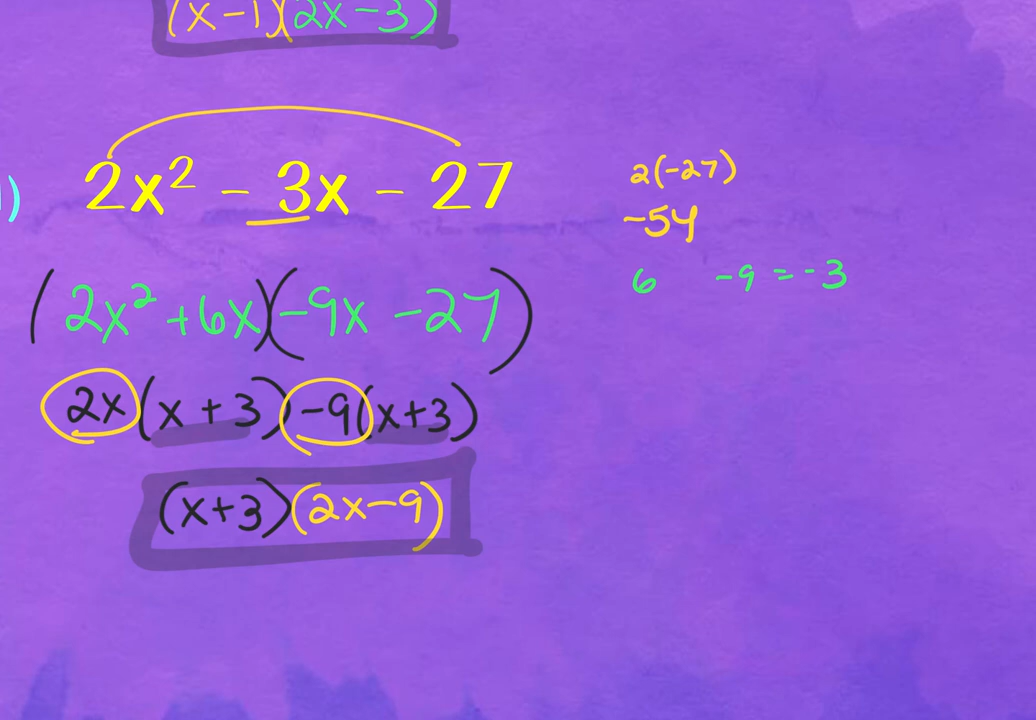 (x-1)(2x-3)
) 2x² - 3x - 27
2(-27)
-54
6 -9 = -3
(2x² +6x)(-9x -27)
2x(x+3)-9(x+3)
(x+3)(2x-9)